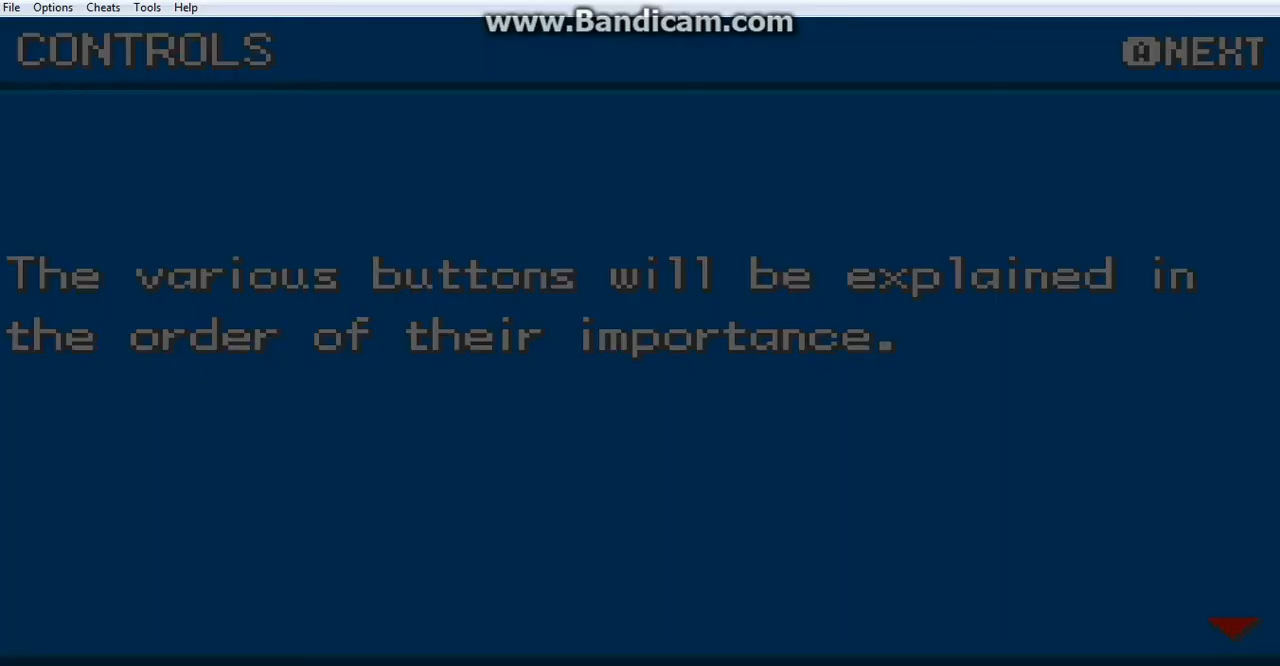 File Options Cheats Tools Help
www.Bandicam.com
CONTROLS
A NEXT
The various buttons will be explained in
the order of their importance.